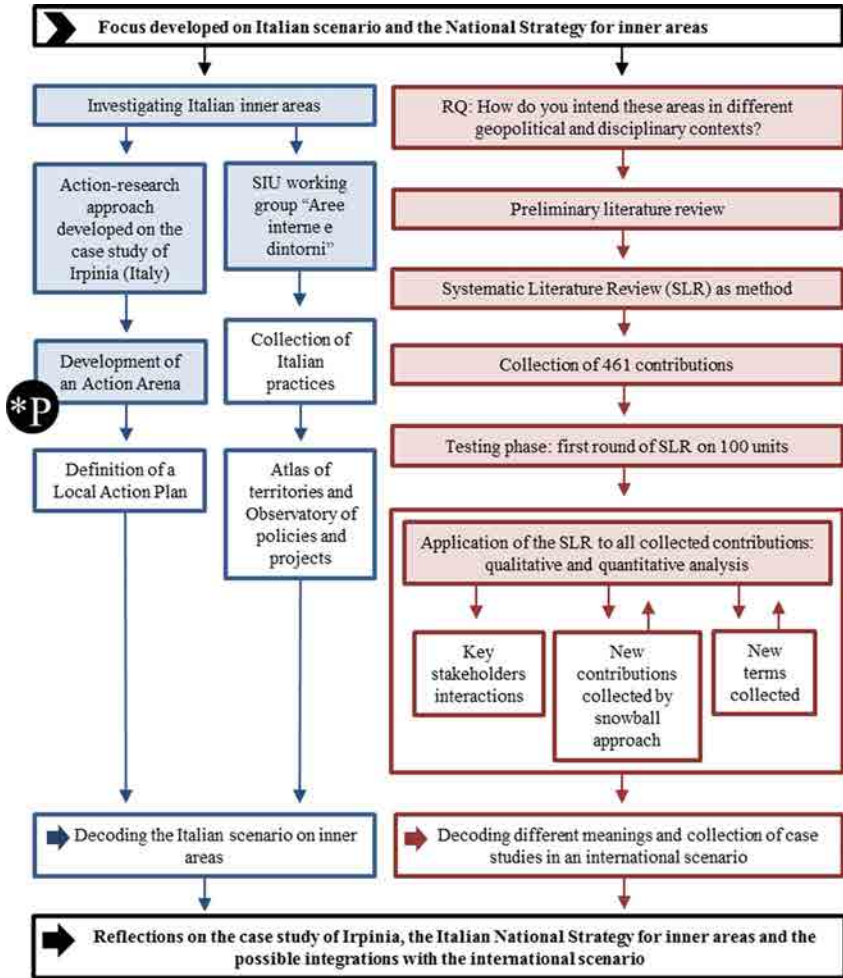 Focus developed on Italian scenario and the National Strategy for inner areas
Investigating Italian inner areas
Action-research
approach
developed on the
case study of
Irpinia (Italy)
SIU working
group “Aree
interne e
dintorni”
Development of
an Action Arena
*P
Collection of
Italian
practices
Definition of a
Local Action Plan
Atlas of
territories and
Observatory of
policies and
projects
Decoding the Italian scenario on inner
areas
RQ: How do you intend these areas in different
geopolitical and disciplinary contexts?
Preliminary literature review
Systematic Literature Review (SLR) as method
Collection of 461 contributions
Testing phase: first round of SLR on 100 units
Application of the SLR to all collected contributions:
qualitative and quantitative analysis
Key
stakeholders
interactions
New
contributions
collected by
snowball
approach
New
terms
collected
Decoding different meanings and collection of case
studies in an international scenario
Reflections on the case study of Irpinia, the Italian National Strategy for inner areas and the
possible integrations with the international scenario